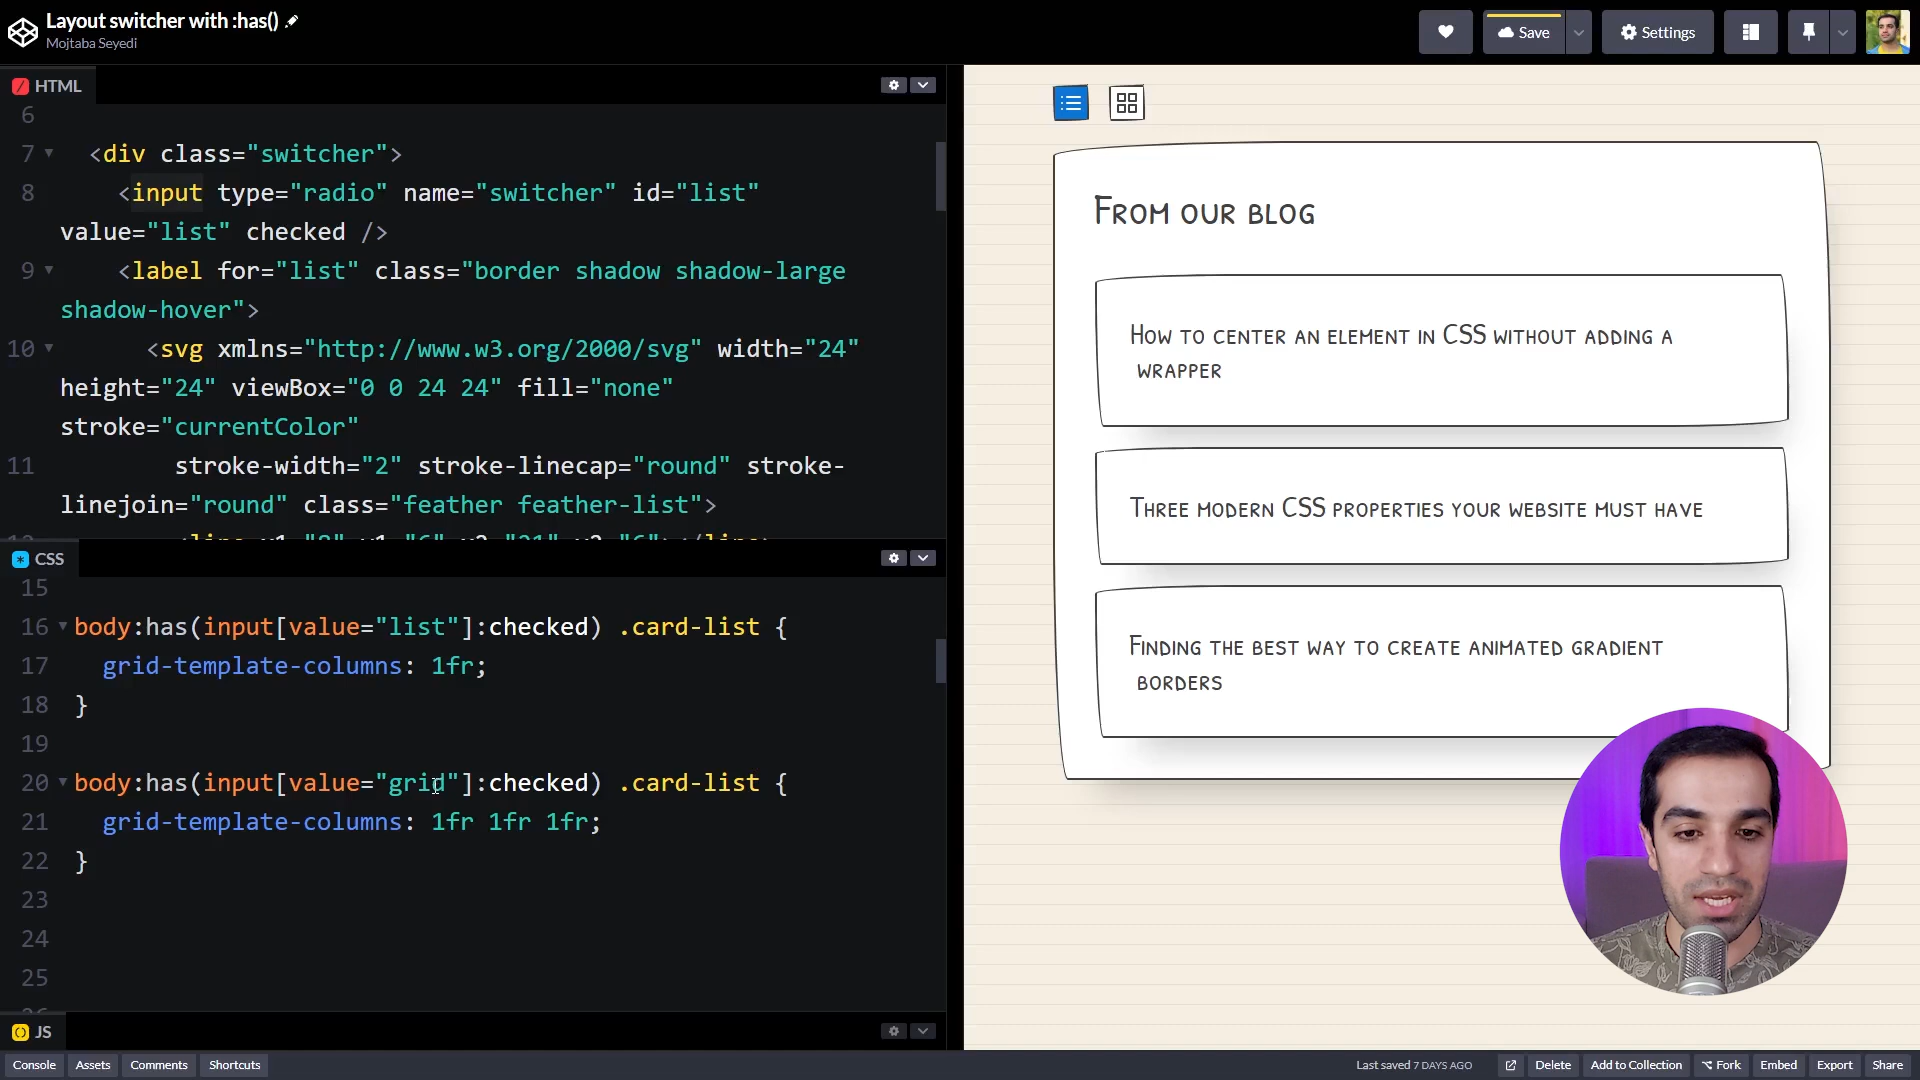 Layout switcher with :has()
Mojtaba Seyedi
Save
Settings
HTML
6
7 <div class="switcher">
8 <input type="radio" name="switcher" id="list"
value="list" checked />
9 <label for="list" class="border shadow shadow-large
shadow-hover">
10 <svg xmlns="http://www.w3.org/2000/svg" width="24"
height="24" viewBox="0 0 24 24" fill="none"
stroke="currentColor"
11 stroke-width="2" stroke-linecap="round" stroke-
linejoin="round" class="feather feather-list">
CSS
15
16 body:has(input[value="list"]:checked) .card-list {
17 grid-template-columns: 1fr;
18 }
19
20 body:has(input[value="grid"]:checked) .card-list {
21 grid-template-columns: 1fr 1fr 1fr;
22 }
23
24
25
JS
Console Assets Comments Shortcuts
From our blog
How to center an element in CSS without adding a
wrapper
Three modern CSS properties your website must have
Finding the best way to create animated gradient
borders
Last saved 7 DAYS AGO
Delete Add to Collection Fork Embed Export Share